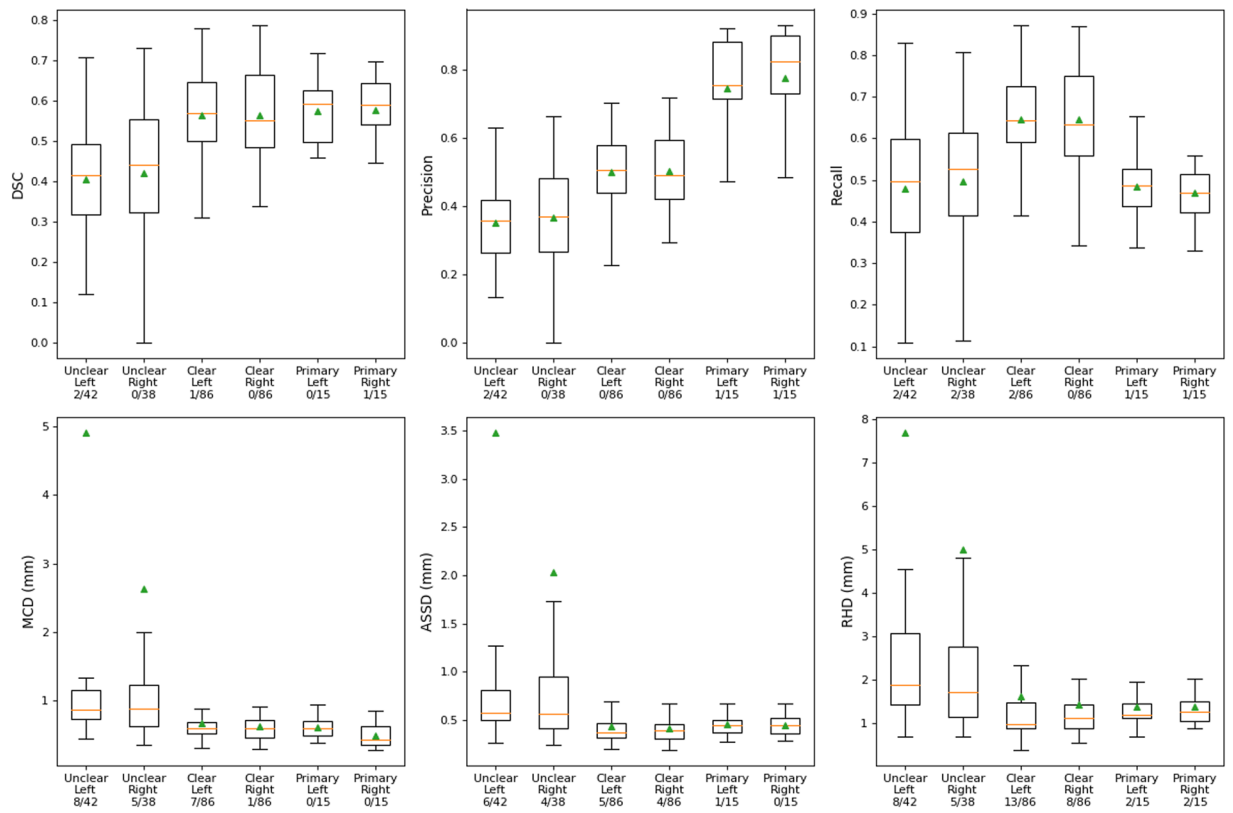 DSC
0.8
0.7
0.6
0.5
0.4
0.3
0.2
0.1
0.0
Unclear Unclear Clear Clear Primary Primary
Left Right Left Right Left Right
2/42 0/38 1/86 0/86 0/15 1/15
Precision
0.8
0.6
0.4
0.2
0.0
Unclear Unclear Clear Clear Primary Primary
Left Right Left Right Left Right
2/42 0/38 0/86 0/86 1/15 1/15
Recall
0.9
0.8
0.7
0.6
0.5
0.4
0.3
0.2
0.1
Unclear Unclear Clear Clear Primary Primary
Left Right Left Right Left Right
2/42 2/38 2/86 0/86 1/15 1/15
MCD (mm)
5
4
3
2
1
Unclear Unclear Clear Clear Primary Primary
Left Right Left Right Left Right
8/42 5/38 7/86 1/86 0/15 0/15
ASSD (mm)
3.5
3.0
2.5
2.0
1.5
1.0
0.5
Unclear Unclear Clear Clear Primary Primary
Left Right Left Right Left Right
6/42 4/38 5/86 4/86 1/15 0/15
RHD (mm)
8
7
6
5
4
3
2
1
Unclear Unclear Clear Clear Primary Primary
Left Right Left Right Left Right
8/42 5/38 13/86 8/86 2/15 2/15